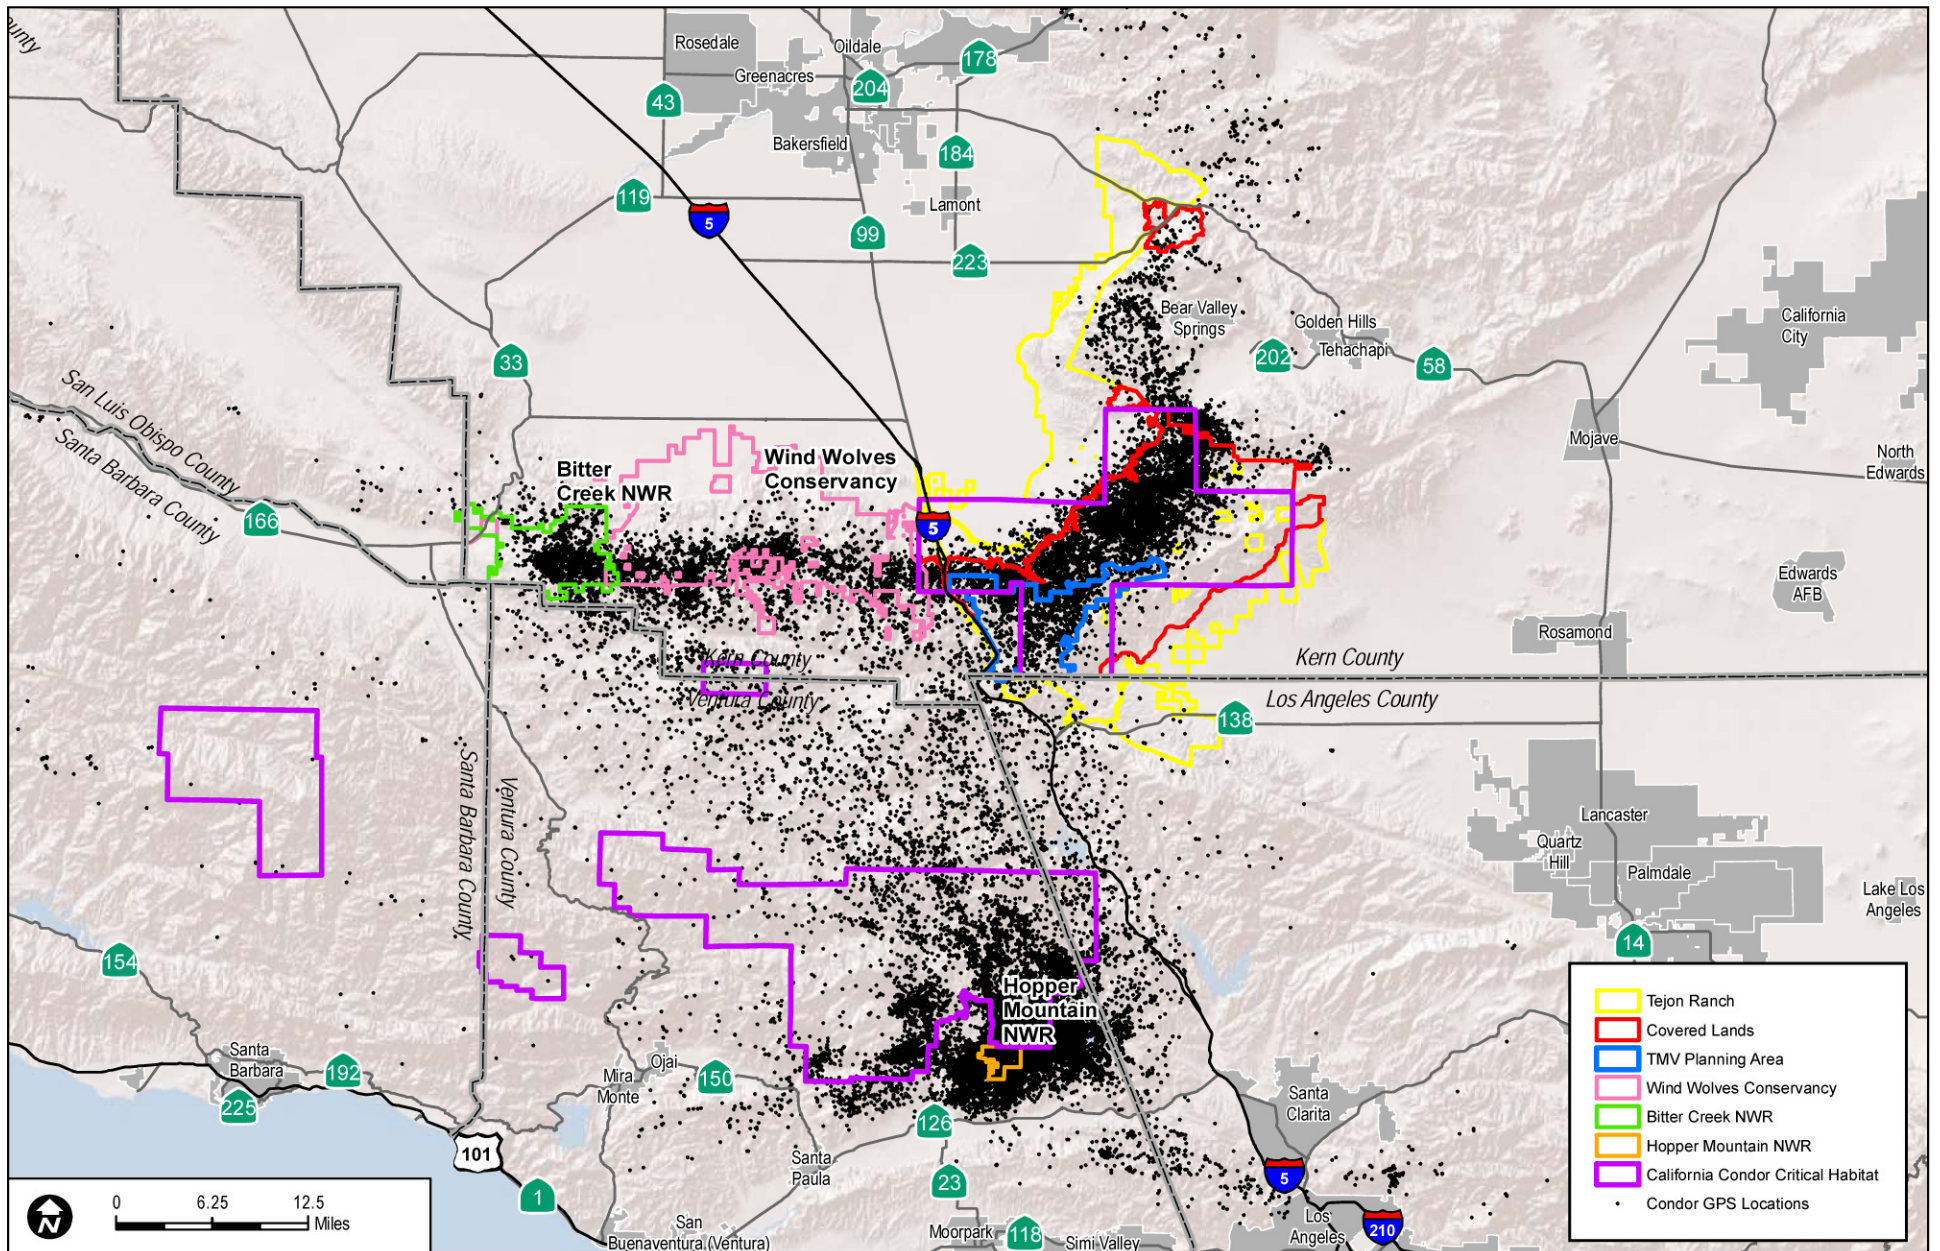 ounty
Rosedale
Oildale
178
Greenacres
204
43
Bakersfield
184
119
Lamont
5
99
223
Bear Valley
Springs
Golden Hills
Tehachapi
202
58
California
City
33
San Luis Obispo County
Santa Barbara County
166
Mojave
North
Edwards
Bitter
Creek NWR
Wind Wolves
Conservancy
5
Edwards
AFB
Rosamond
Kern County
Ventura County
Kern County
Los Angeles County
138
Santa Barbara County
Ventura County
Lancaster
Quartz
Hill
Palmdale
Lake Los
Angeles
14
154
Hopper
Mountain
NWR
Santa
Barbara
192
225
Ojai
Mira
Monte
150
126
Santa
Clarita
101
1
Santa
Paula
23
5
San
Buenaventura (Ventura)
Moorpark
118
Simi Valley
Los
Angeles
210
N
0 6.25 12.5
Miles
Tejon Ranch
Covered Lands
TMV Planning Area
Wind Wolves Conservancy
Bitter Creek NWR
Hopper Mountain NWR
California Condor Critical Habitat
Condor GPS Locations